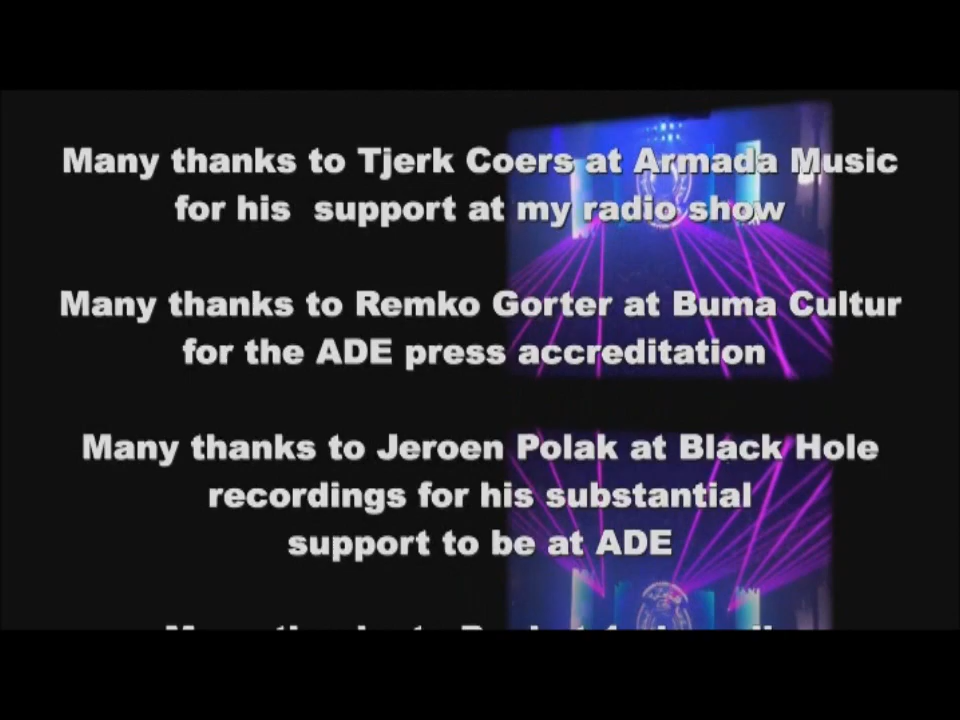 Many thanks to Tjerk Coers at Armada Music
for his support at my radio show
Many thanks to Remko Gorter at Buma Cultur
for the ADE press accreditation
Many thanks to Jeroen Polak at Black Hole
recordings for his substantial
support to be at ADE